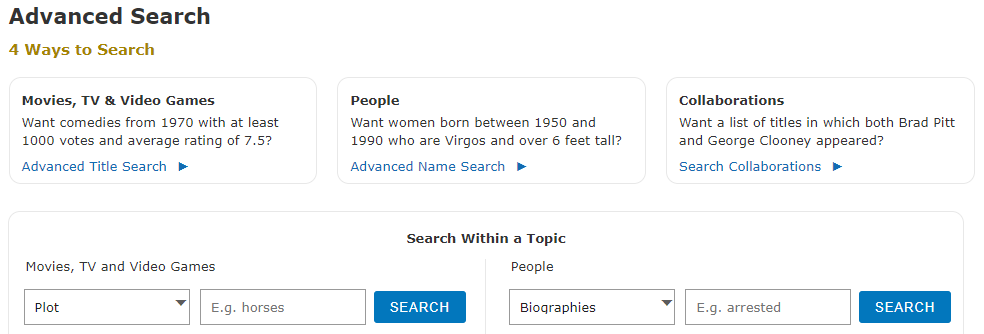 Advanced Search
4 Ways to Search
Movies, TV & Video Games
Want comedies from 1970 with at least
1000 votes and average rating of 7.5?
Advanced Title Search ►
People
Want women born between 1950 and
1990 who are Virgos and over 6 feet tall?
Advanced Name Search ►
Collaborations
Want a list of titles in which both Brad Pitt
and George Clooney appeared?
Search Collaborations ►
Search Within a Topic
Movies, TV and Video Games
Plot
E.g. horses
SEARCH
People
Biographies
E.g. arrested
SEARCH